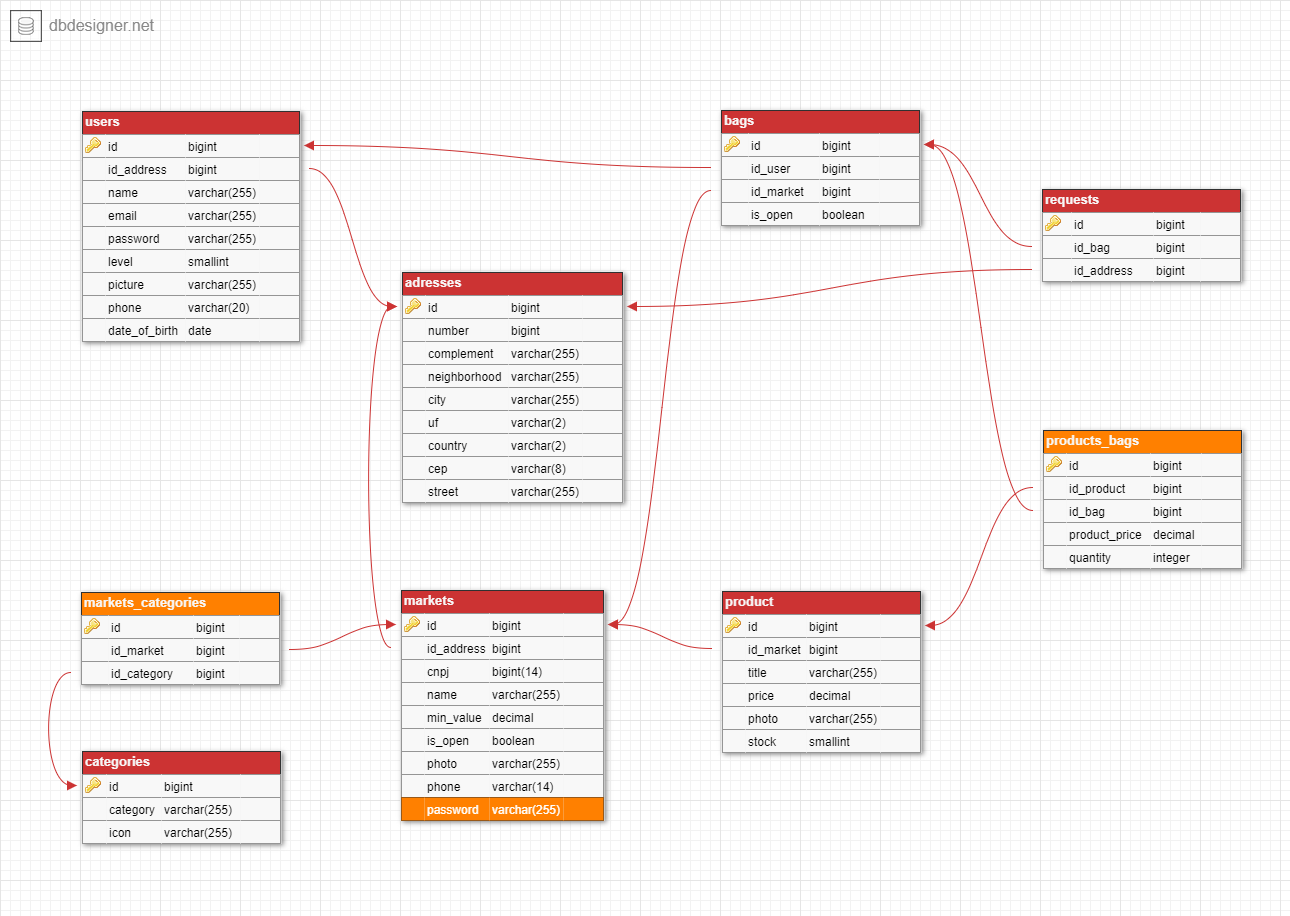 dbdesigner.net
users
id bigint
id_address bigint
name varchar(255)
email varchar(255)
password varchar(255)
level smallint
picture varchar(255)
phone varchar(20)
date_of_birth date
bags
id bigint
id_user bigint
id_market bigint
is_open boolean
requests
id bigint
id_bag bigint
id_address bigint
adresses
id bigint
number bigint
complement varchar(255)
neighborhood varchar(255)
city varchar(255)
uf varchar(2)
country varchar(2)
cep varchar(8)
street varchar(255)
products_bags
id bigint
id_product bigint
id_bag bigint
product_price decimal
quantity integer
markets_categories
id bigint
id_market bigint
id_category bigint
markets
id bigint
id_address bigint
cnpj bigint(14)
name varchar(255)
min_value decimal
is_open boolean
photo varchar(255)
phone varchar(14)
password varchar(255)
product
id bigint
id_market bigint
title varchar(255)
price decimal
photo varchar(255)
stock smallint
categories
id bigint
category varchar(255)
icon varchar(255)